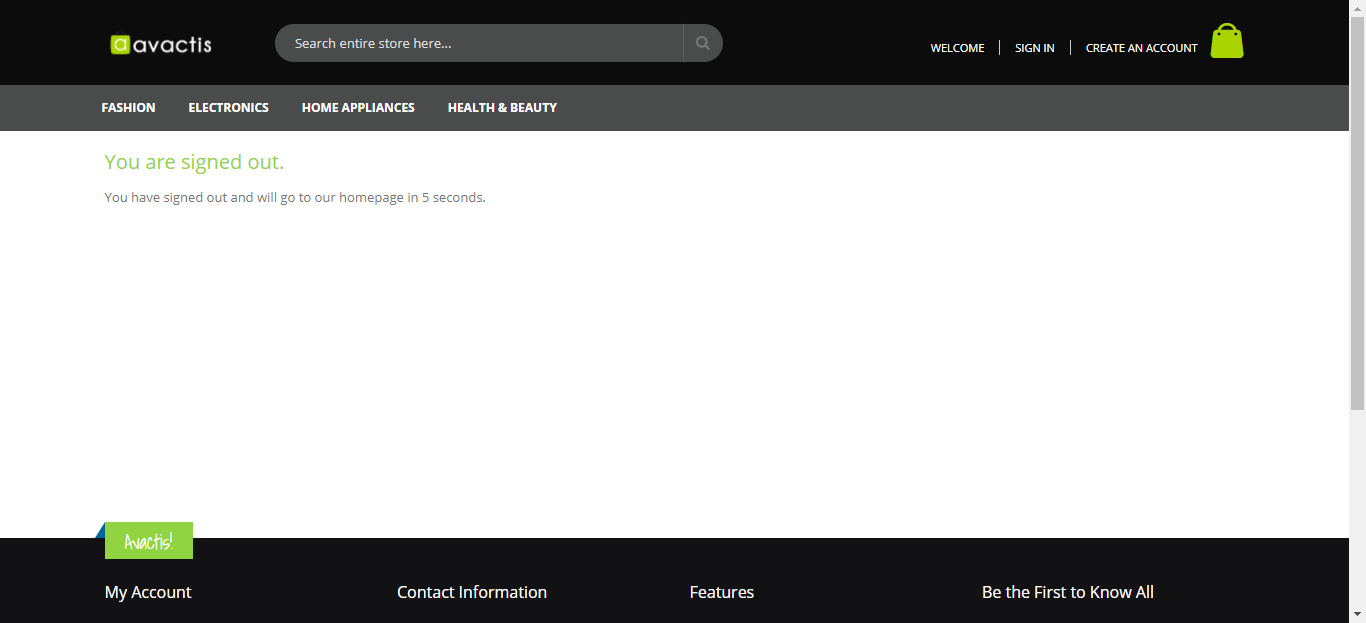 avactis
Search entire store here...
WELCOME
SIGN IN
CREATE AN ACCOUNT
FASHION
ELECTRONICS
HOME APPLIANCES
HEALTH & BEAUTY
You are signed out.
You have signed out and will go to our homepage in 5 seconds.
Avactis!
My Account
Contact Information
Features
Be the First to Know All